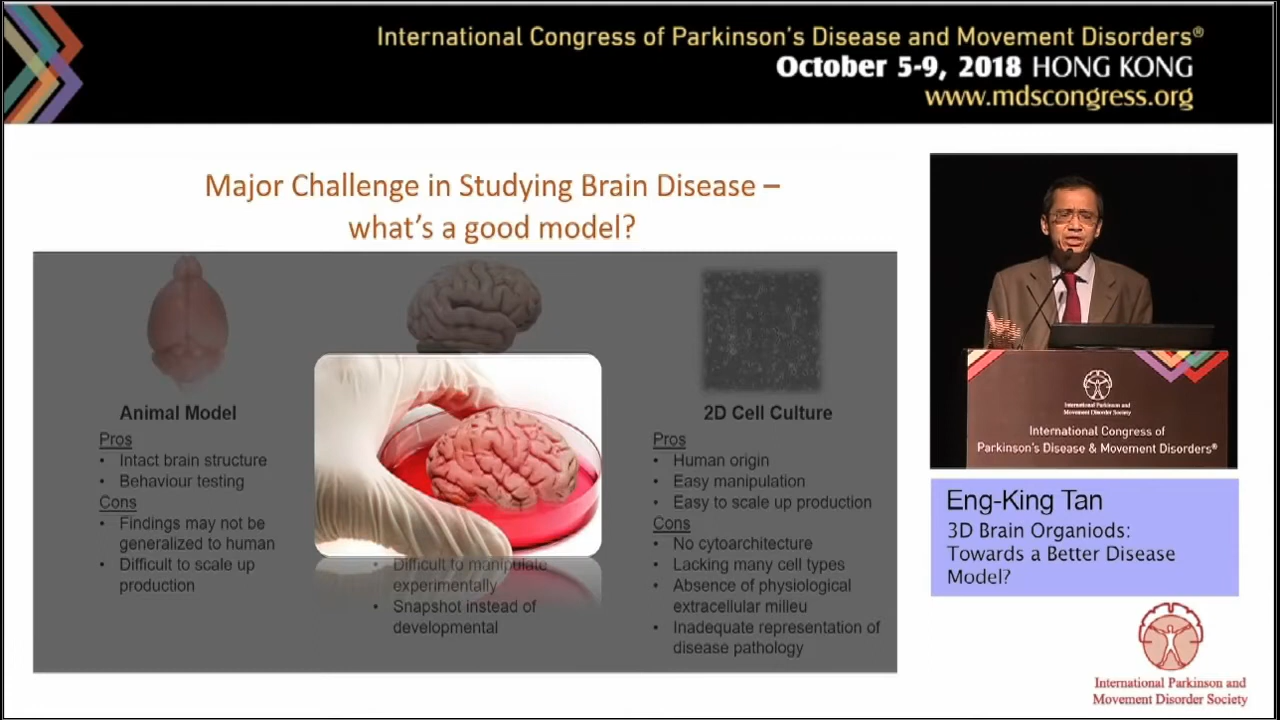 International Congress of Parkinson's Disease and Movement Disorders®
October 5-9, 2018 HONG KONG
www.mdscongress.org
Major Challenge in Studying Brain Disease –
what's a good model?
Animal Model
Pros
• Intact brain structure
• Behaviour testing
Cons
• Findings may not be
generalized to human
• Difficult to scale up
production
• Difficult to manipulate
experimentally
• Snapshot instead of
developmental
2D Cell Culture
Pros
• Human origin
• Easy manipulation
• Easy to scale up production
Cons
• No cytoarchitecture
• Lacking many cell types
• Absence of physiological
extracellular milieu
• Inadequate representation of
disease pathology
International Parkinson and
Movement Disorder Society
International Congress of
Parkinson's Disease & Movement Disorders®
Eng-King Tan
3D Brain Organiods:
Towards a Better Disease
Model?
International Parkinson and
Movement Disorder Society